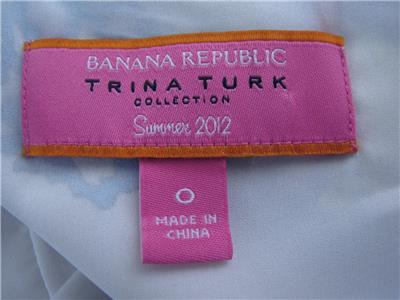 BANANA REPUBLIC
TRINA TURK
COLLECTION
Summer 2012
0
MADE IN
CHINA